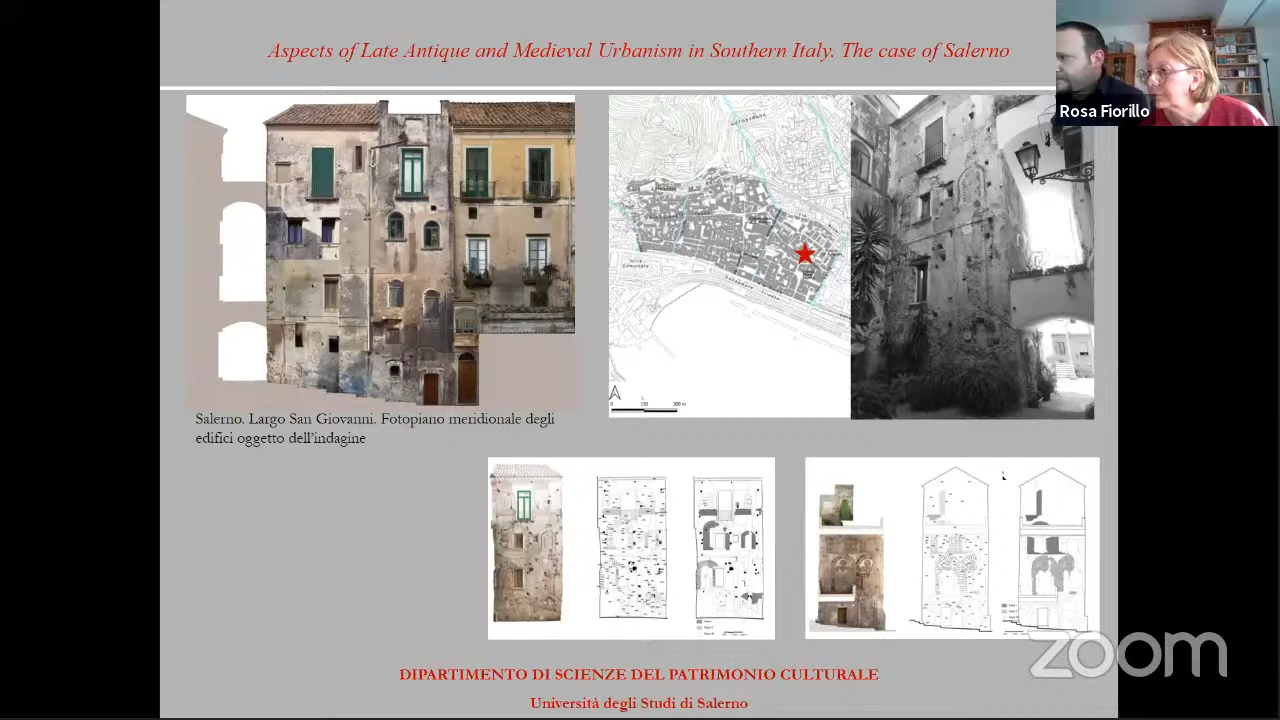 Aspects of Late Antique and Medieval Urbanism in Southern Italy. The case of Salerno
Rosa Fiorillo
AUTOSTRADA
Salerno. Largo San Giovanni. Fotopiano meridionale degli
edifici oggetto dell'indagine
DIPARTIMENTO DI SCIENZE DEL PATRIMONIO CULTURALE
Università degli Studi di Salerno
zoom